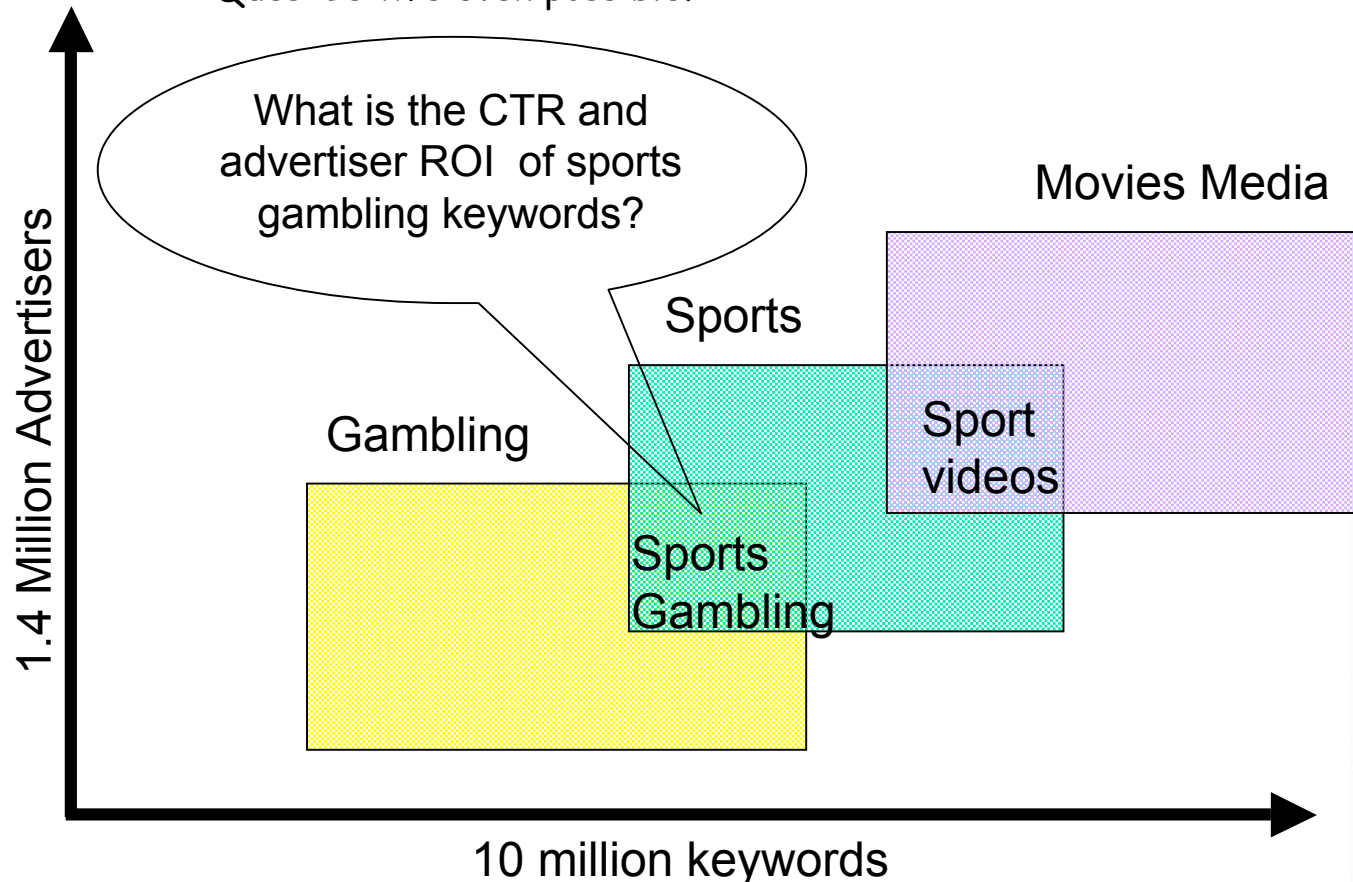 What is the CTR and
advertiser ROI of sports
gambling keywords?
Movies Media
Sports
Gambling
Sport
videos
Sports
Gambling
1.4 Million Advertisers
10 million keywords